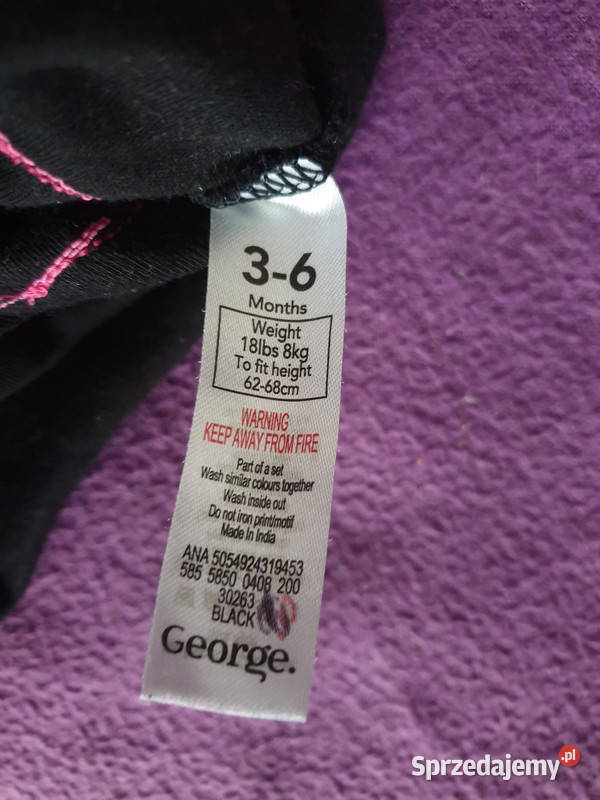 3-6
Months
Weight
18lbs 8kg
To fit height
62-68cm
WARNING
KEEP AWAY FROM FIRE
Part of a set
Wash similar colours together
Wash inside out
Do not iron print/motif
Made In India
ANA 5054924319453
585 5850 0408 200
30263
BLACK
George.
Sprzedajemy.pl